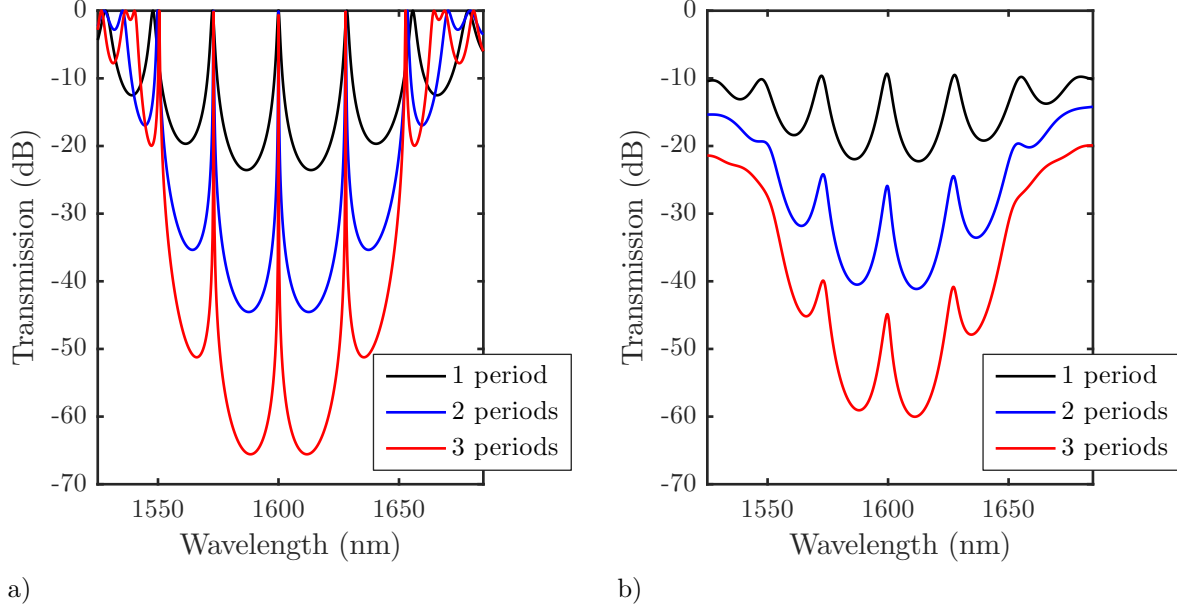 0
-10
-20
-30
-40
-50
-60
-70
Transmission (dB)
1550
1600
1650
Wavelength (nm)
1 period
2 periods
3 periods
a)
0
-10
-20
-30
-40
-50
-60
-70
Transmission (dB)
1550
1600
1650
Wavelength (nm)
1 period
2 periods
3 periods
b)